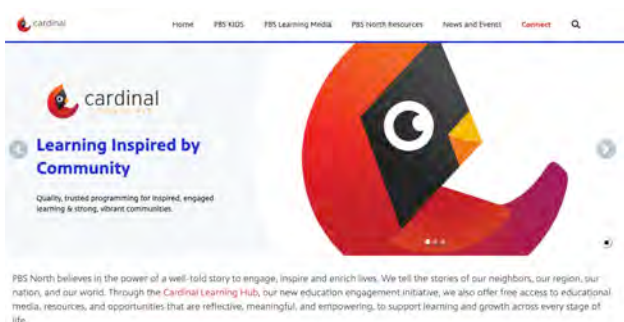 cardinal
Home PBS KIDS PBS Learning Media PBS North Resources News and Events Connect
cardinal
Learning Inspired by
Community
Quality, trusted programming for inspired, engaged
learning & strong, vibrant communities.
PBS North believes in the power of a well-told story to engage, inspire and enrich lives. We tell the stories of our neighbors, our region, our
nation, and our world. Through the Cardinal Learning Hub, our new education engagement initiative, we also offer free access to educational
media, resources, and opportunities that are reflective, meaningful, and empowering, to support learning and growth across every stage of
life.